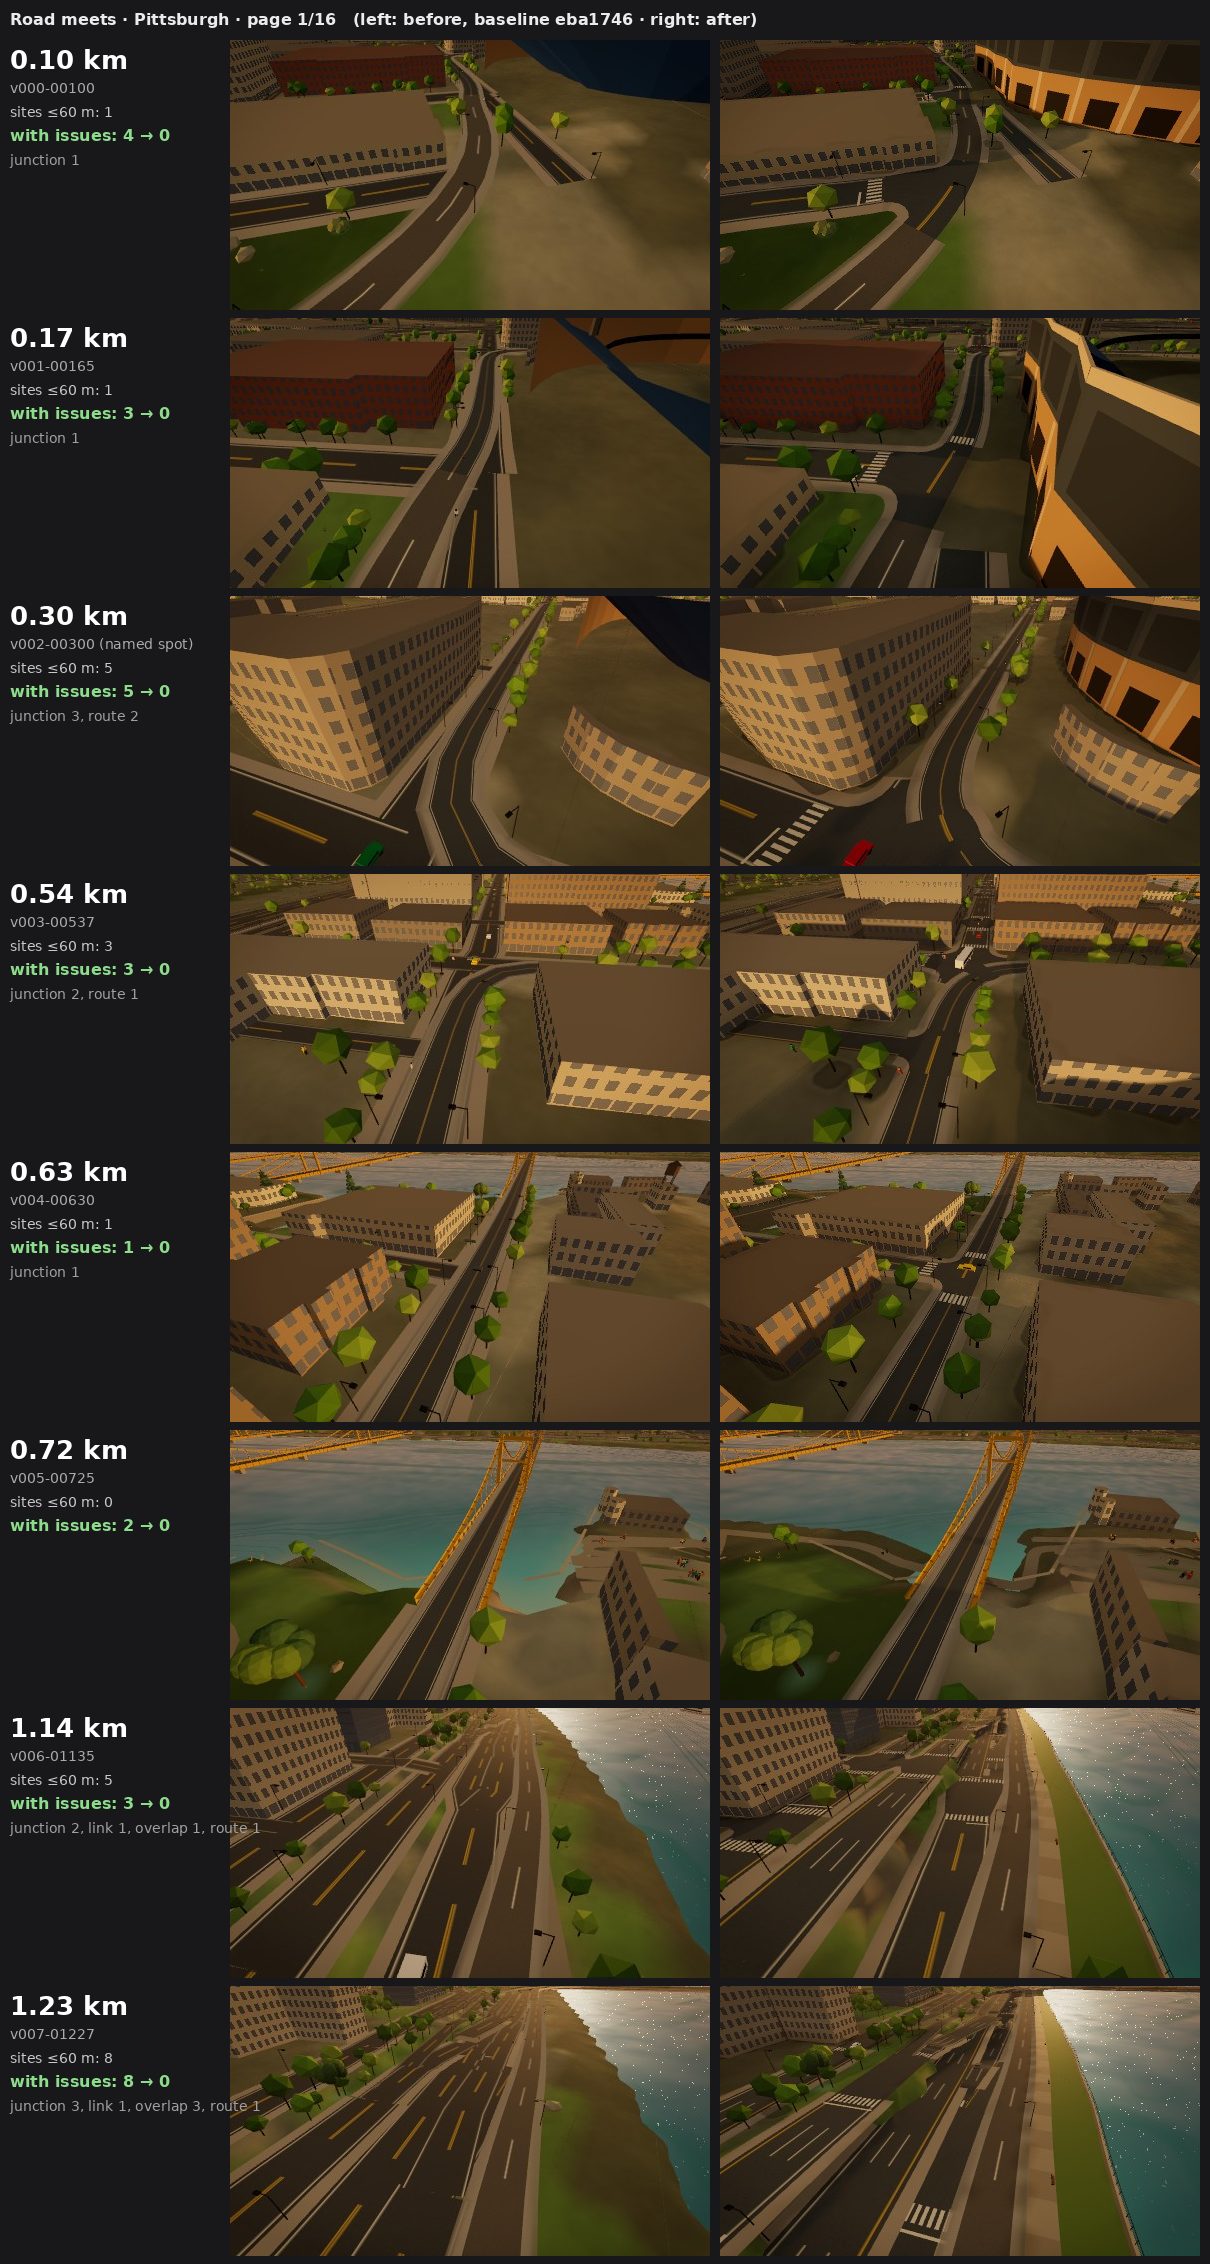 Road meets · Pittsburgh · page 1/16 (left: before, baseline eba1746 · right: after)
0.10 km
v000-00100
sites ≤60 m: 1
with issues: 4 → 0
junction 1
0.17 km
v001-00165
sites ≤60 m: 1
with issues: 3 → 0
junction 1
0.30 km
v002-00300 (named spot)
sites ≤60 m: 5
with issues: 5 → 0
junction 3, route 2
0.54 km
v003-00537
sites ≤60 m: 3
with issues: 3 → 0
junction 2, route 1
0.63 km
v004-00630
sites ≤60 m: 1
with issues: 1 → 0
junction 1
0.72 km
v005-00725
sites ≤60 m: 0
with issues: 2 → 0
1.14 km
v006-01135
sites ≤60 m: 5
with issues: 3 → 0
junction 2, link 1, overlap 1, route 1
1.23 km
v007-01227
sites ≤60 m: 8
with issues: 8 → 0
junction 3, link 1, overlap 3, route 1